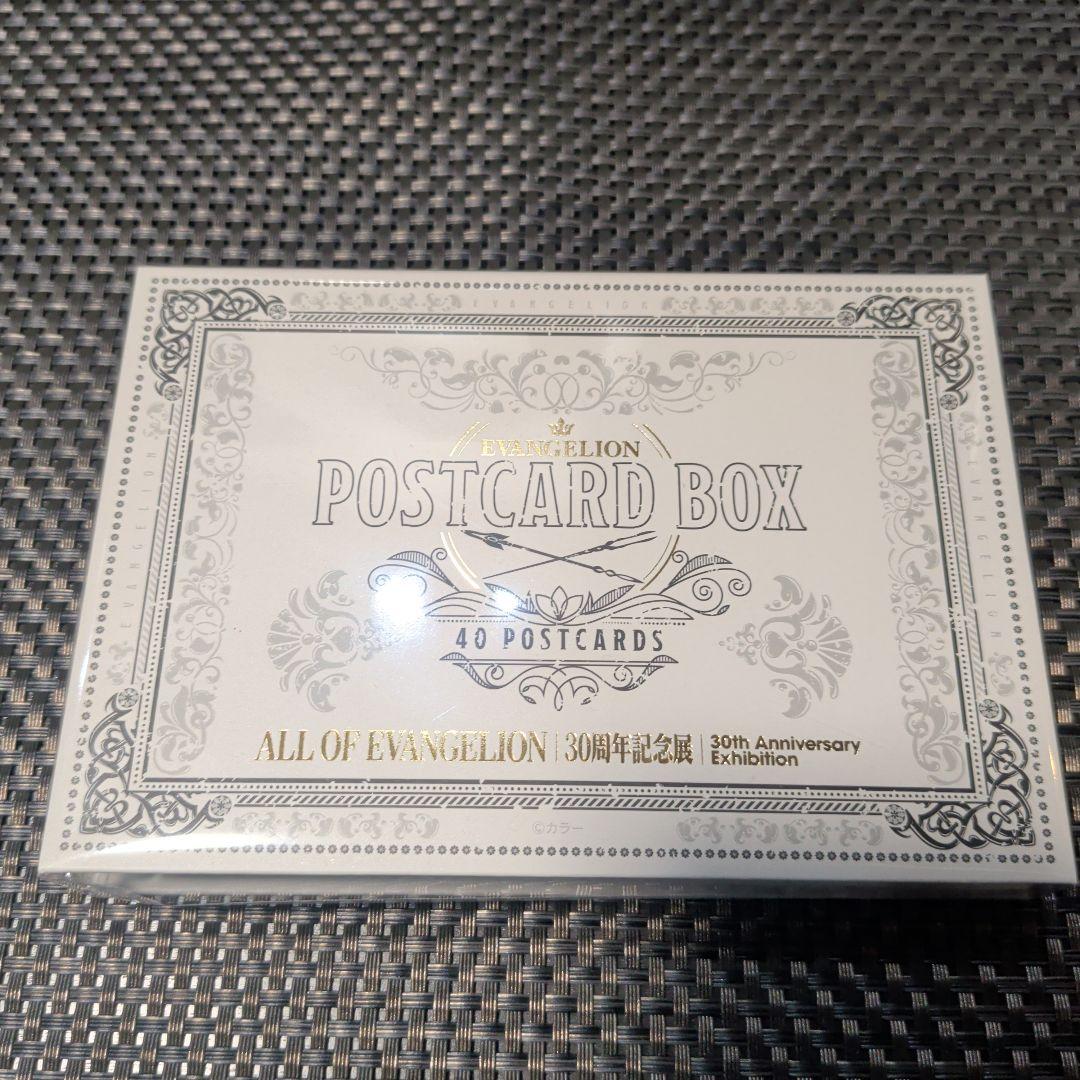 EVANGELION
EVANGELION
POSTCARD BOX
40 POSTCARDS
ALL OF EVANGELION | 30周年記念展 | 30th Anniversary Exhibition
©カラー
EVANGELION
EVANGELION